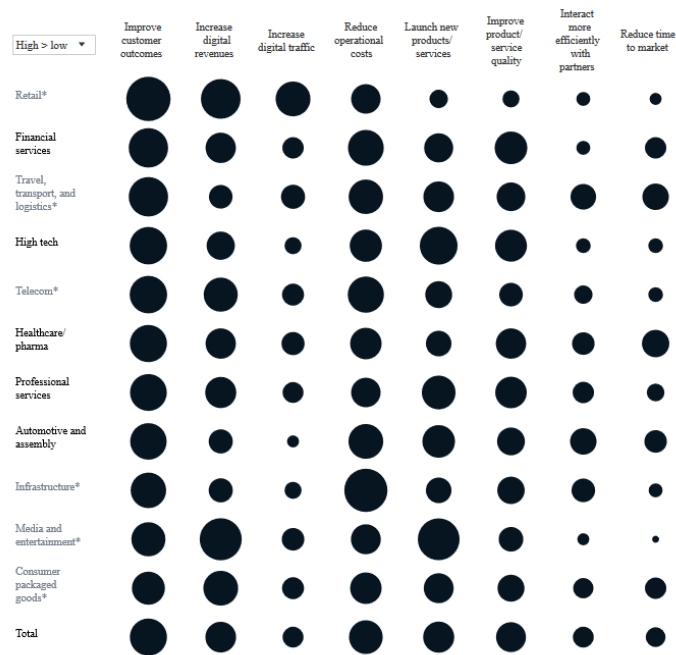 High > low ▼
Improve
customer
outcomes
Increase
digital
revenues
Increase
digital traffic
Reduce
operational
costs
Launch new
products/
services
Improve
product/
service
quality
Interact
more
efficiently
with
partners
Reduce time
to market
Retail*
Financial
services
Travel,
transport, and
logistics*
High tech
Telecom*
Healthcare/
pharma
Professional
services
Automotive and
assembly
Infrastructure*
Media and
entertainment*
Consumer
packaged
goods*
Total